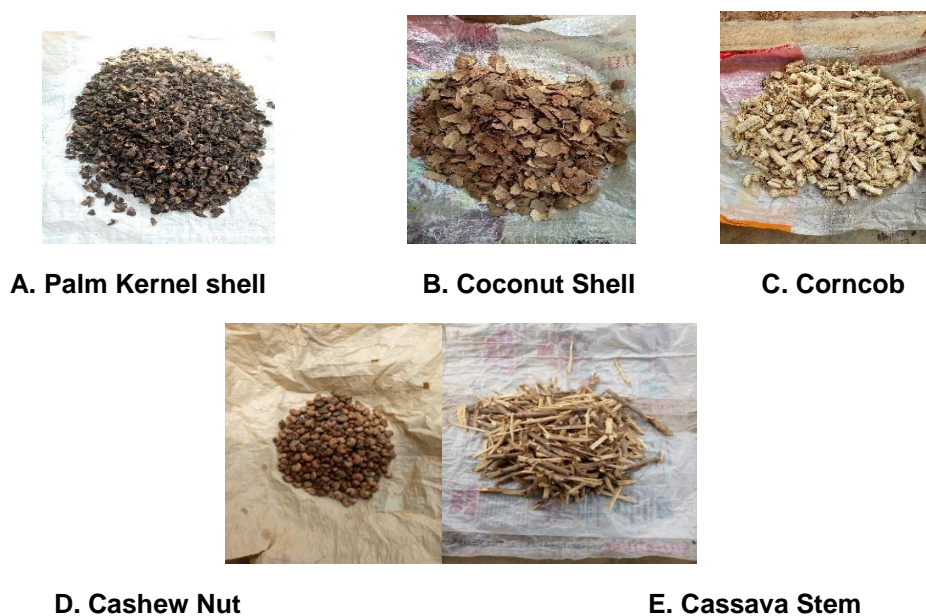 A. Palm Kernel shell
B. Coconut Shell
C. Corncob
D. Cashew Nut
E. Cassava Stem